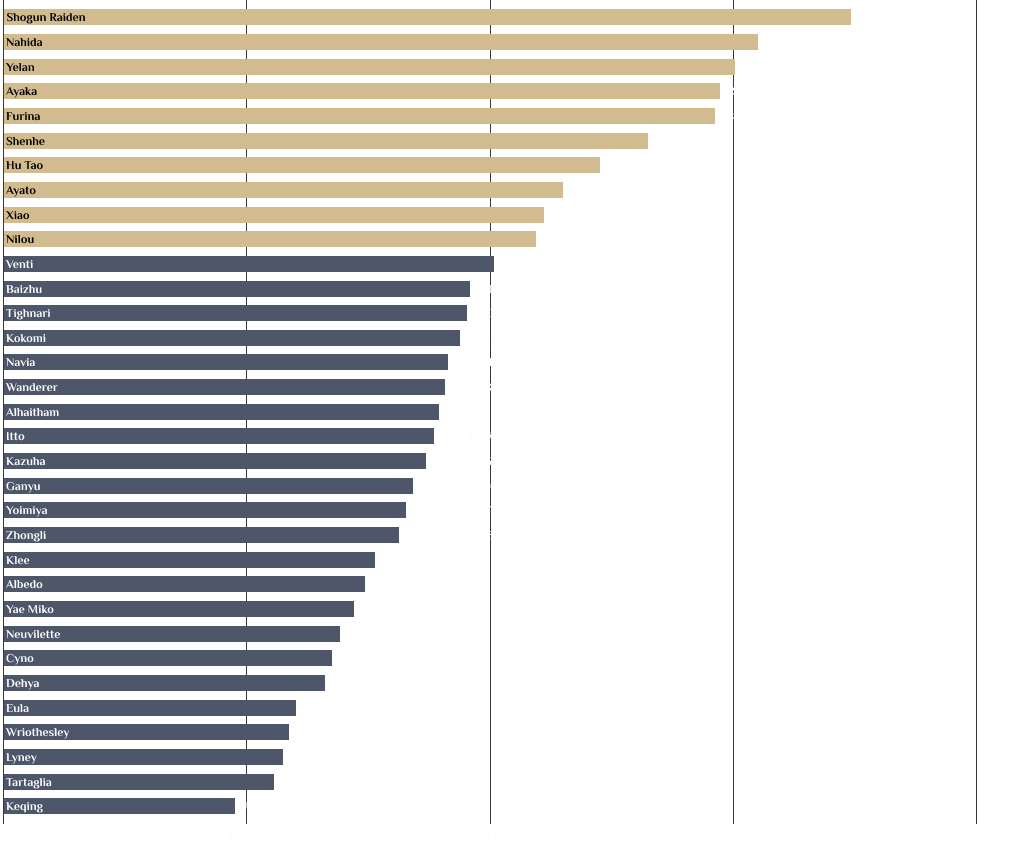 Shogun Raiden
Nahida
Yelan
Ayaka
Furina
Shenhe
Hu Tao
Ayato
Xiao
Nilou
Venti
Baizhu
Tighnari
Kokomi
Navia
Wanderer
Alhaitham
Itto
Kazuha
Ganyu
Yoimiya
Zhongli
Klee
Albedo
Yae Miko
Neuvilette
Cyno
Dehya
Eula
Wriothesley
Lyney
Tartaglia
Keqing